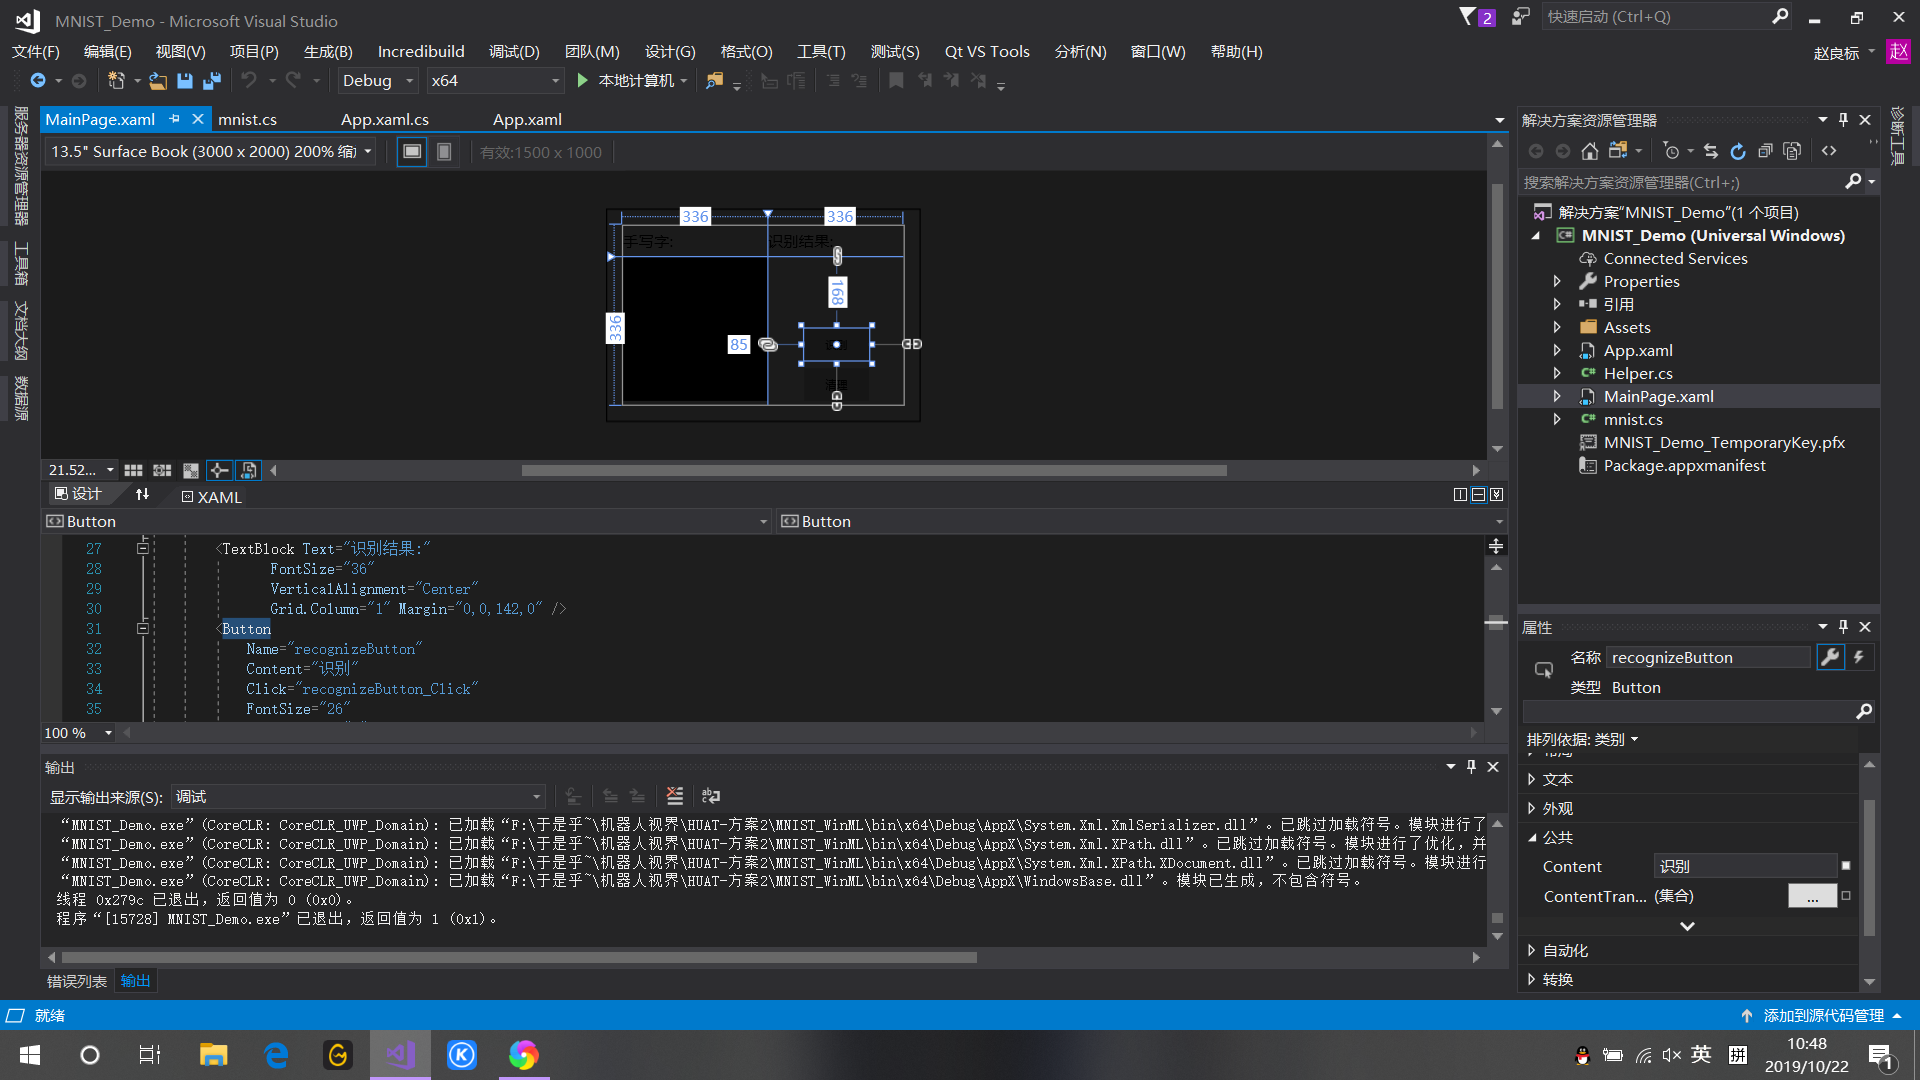 MNIST_Demo - Microsoft Visual Studio
2
快速启动 (Ctrl+Q)
文件(F) 编辑(E) 视图(V) 项目(P) 生成(B) Incredibuild 调试(D) 团队(M) 设计(G) 格式(O) 工具(T) 测试(S) Qt VS Tools 分析(N) 窗口(W) 帮助(H)
赵良标 赵
Debug x64 本地计算机
服务器资源管理器
工具箱
文档大纲
数据源
MainPage.xaml mnist.cs App.xaml.cs App.xaml
13.5" Surface Book (3000 x 2000) 200% 缩 有效:1500 x 1000
336 336
手写字: 识别结果:
168
336
85
清理
21.52...
设计 XAML
Button Button
27 <TextBlock Text="识别结果:"
28 FontSize="36"
29 VerticalAlignment="Center"
30 Grid.Column="1" Margin="0,0,142,0" />
31 <Button
32 Name="recognizeButton"
33 Content="识别"
34 Click="recognizeButton_Click"
35 FontSize="26"
100 %
输出
显示输出来源(S): 调试
“MNIST_Demo.exe”(CoreCLR: CoreCLR_UWP_Domain): 已加载“F:\于是乎~\机器人视界\HUAT-方案2\MNIST_WinML\bin\x64\Debug\AppX\System.Xml.XmlSerializer.dll”。已跳过加载符号。模块进行了
“MNIST_Demo.exe”(CoreCLR: CoreCLR_UWP_Domain): 已加载“F:\于是乎~\机器人视界\HUAT-方案2\MNIST_WinML\bin\x64\Debug\AppX\System.Xml.XPath.dll”。已跳过加载符号。模块进行了优化，并
“MNIST_Demo.exe”(CoreCLR: CoreCLR_UWP_Domain): 已加载“F:\于是乎~\机器人视界\HUAT-方案2\MNIST_WinML\bin\x64\Debug\AppX\System.Xml.XPath.XDocument.dll”。已跳过加载符号。模块进行
“MNIST_Demo.exe”(CoreCLR: CoreCLR_UWP_Domain): 已加载“F:\于是乎~\机器人视界\HUAT-方案2\MNIST_WinML\bin\x64\Debug\AppX\WindowsBase.dll”。模块已生成，不包含符号。
线程 0x279c 已退出，返回值为 0 (0x0)。
程序“[15728] MNIST_Demo.exe”已退出，返回值为 1 (0x1)。
错误列表 输出
解决方案资源管理器
搜索解决方案资源管理器(Ctrl+;)
解决方案“MNIST_Demo”(1 个项目)
MNIST_Demo (Universal Windows)
Connected Services
Properties
引用
Assets
App.xaml
Helper.cs
MainPage.xaml
mnist.cs
MNIST_Demo_TemporaryKey.pfx
Package.appxmanifest
诊断工具
属性
名称 recognizeButton
类型 Button
排列依据: 类别
布局
文本
外观
公共
Content 识别
ContentTran... (集合) ...
自动化
转换
就绪
添加到源代码管理
英 拼
10:48
2019/10/22
1